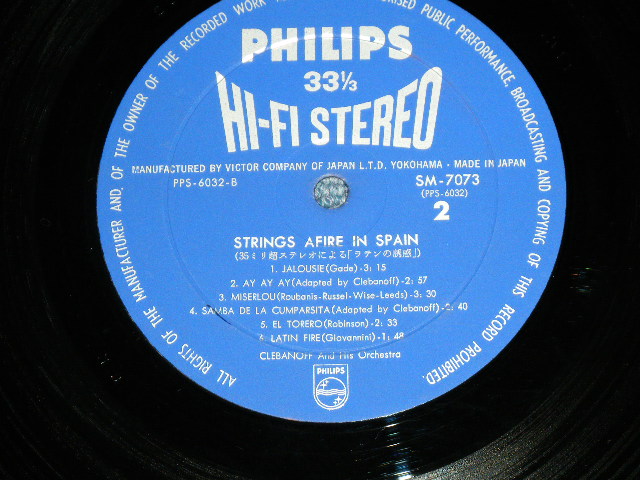 ALL RIGHTS OF THE MANUFACTURER AND OF THE OWNER OF THE RECORDED WORK
RISED PUBLIC PERFORMANCE BROADCASTING AND COPYING OF THIS RECORD PROHIBITED.
PHILIPS
33⅓
HI-FI STEREO
MANUFACTURED BY VICTOR COMPANY OF JAPAN L.T.D. YOKOHAMA - MADE IN JAPAN
PPS-6032-B
SM-7073
(PPS-6032)
2
STRINGS AFIRE IN SPAIN
(35ミリ超ステレオによる「ラテンの誘惑」)
1. JALOUSIE(Gade)-3: 15
2. AY AY AY(Adapted by Clebanoff)-2: 57
3. MISERLOU(Roubanis-Russel-Wise-Leeds)-3: 30
4. SAMBA DE LA CUMPARSITA(Adapted by Clebanoff)-2: 40
5. EL TORERO(Robinson)-2: 33
6. LATIN FIRE(Giovannini)-1: 48
CLEBANOFF And His Orchestra
PHILIPS